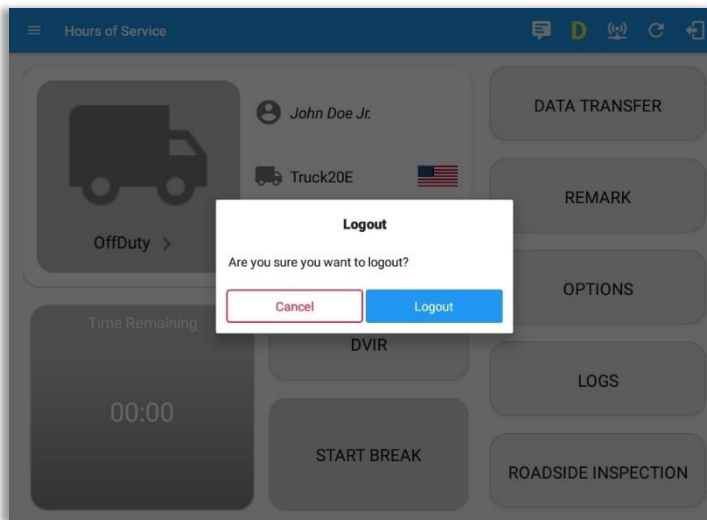 Hours of Service
D
John Doe Jr.
Truck20E
OffDuty >
Logout
Are you sure you want to logout?
Cancel
Logout
Time Remaining
00:00
DVIR
START BREAK
DATA TRANSFER
REMARK
OPTIONS
LOGS
ROADSIDE INSPECTION